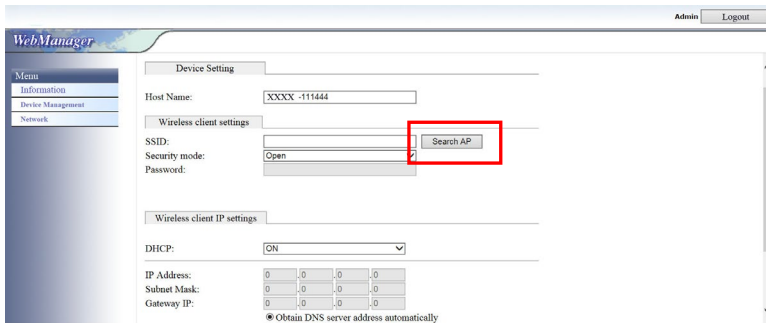 Admin Logout
WebManager
Device Setting
Menu
Information
Device Management
Network
Host Name: XXXX -111444
Wireless client settings
SSID: Search AP
Security mode: Open
Password:
Wireless client IP settings
DHCP: ON
IP Address: 0 .0 .0 .0
Subnet Mask: 0 .0 .0 .0
Gateway IP: 0 .0 .0 .0
Obtain DNS server address automatically